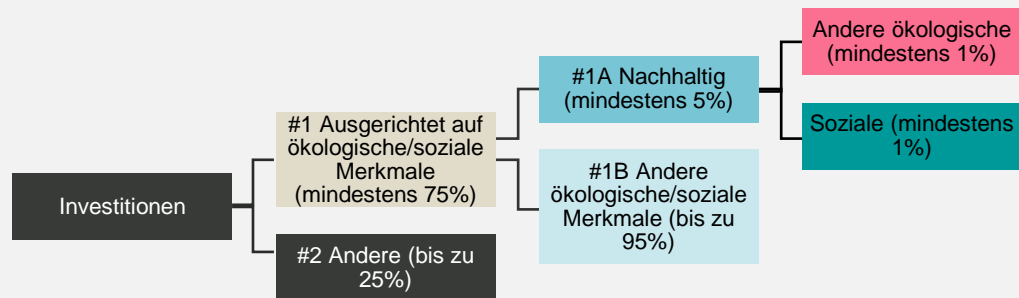 Investitionen
#1 Ausgerichtet auf
ökologische/soziale
Merkmale
(mindestens 75%)
#2 Andere (bis zu
25%)
#1A Nachhaltig
(mindestens 5%)
#1B Andere
ökologische/soziale
Merkmale (bis zu
95%)
Andere ökologische
(mindestens 1%)
Soziale (mindestens
1%)